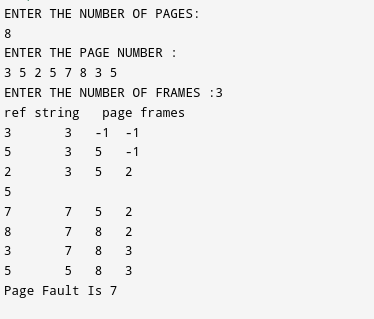 ENTER THE NUMBER OF PAGES:
8
ENTER THE PAGE NUMBER :
3 5 2 5 7 8 3 5
ENTER THE NUMBER OF FRAMES :3
ref string   page frames
3       3   -1  -1
5       3   5   -1
2       3   5   2
5
7       7   5   2
8       7   8   2
3       7   8   3
5       5   8   3
Page Fault Is 7